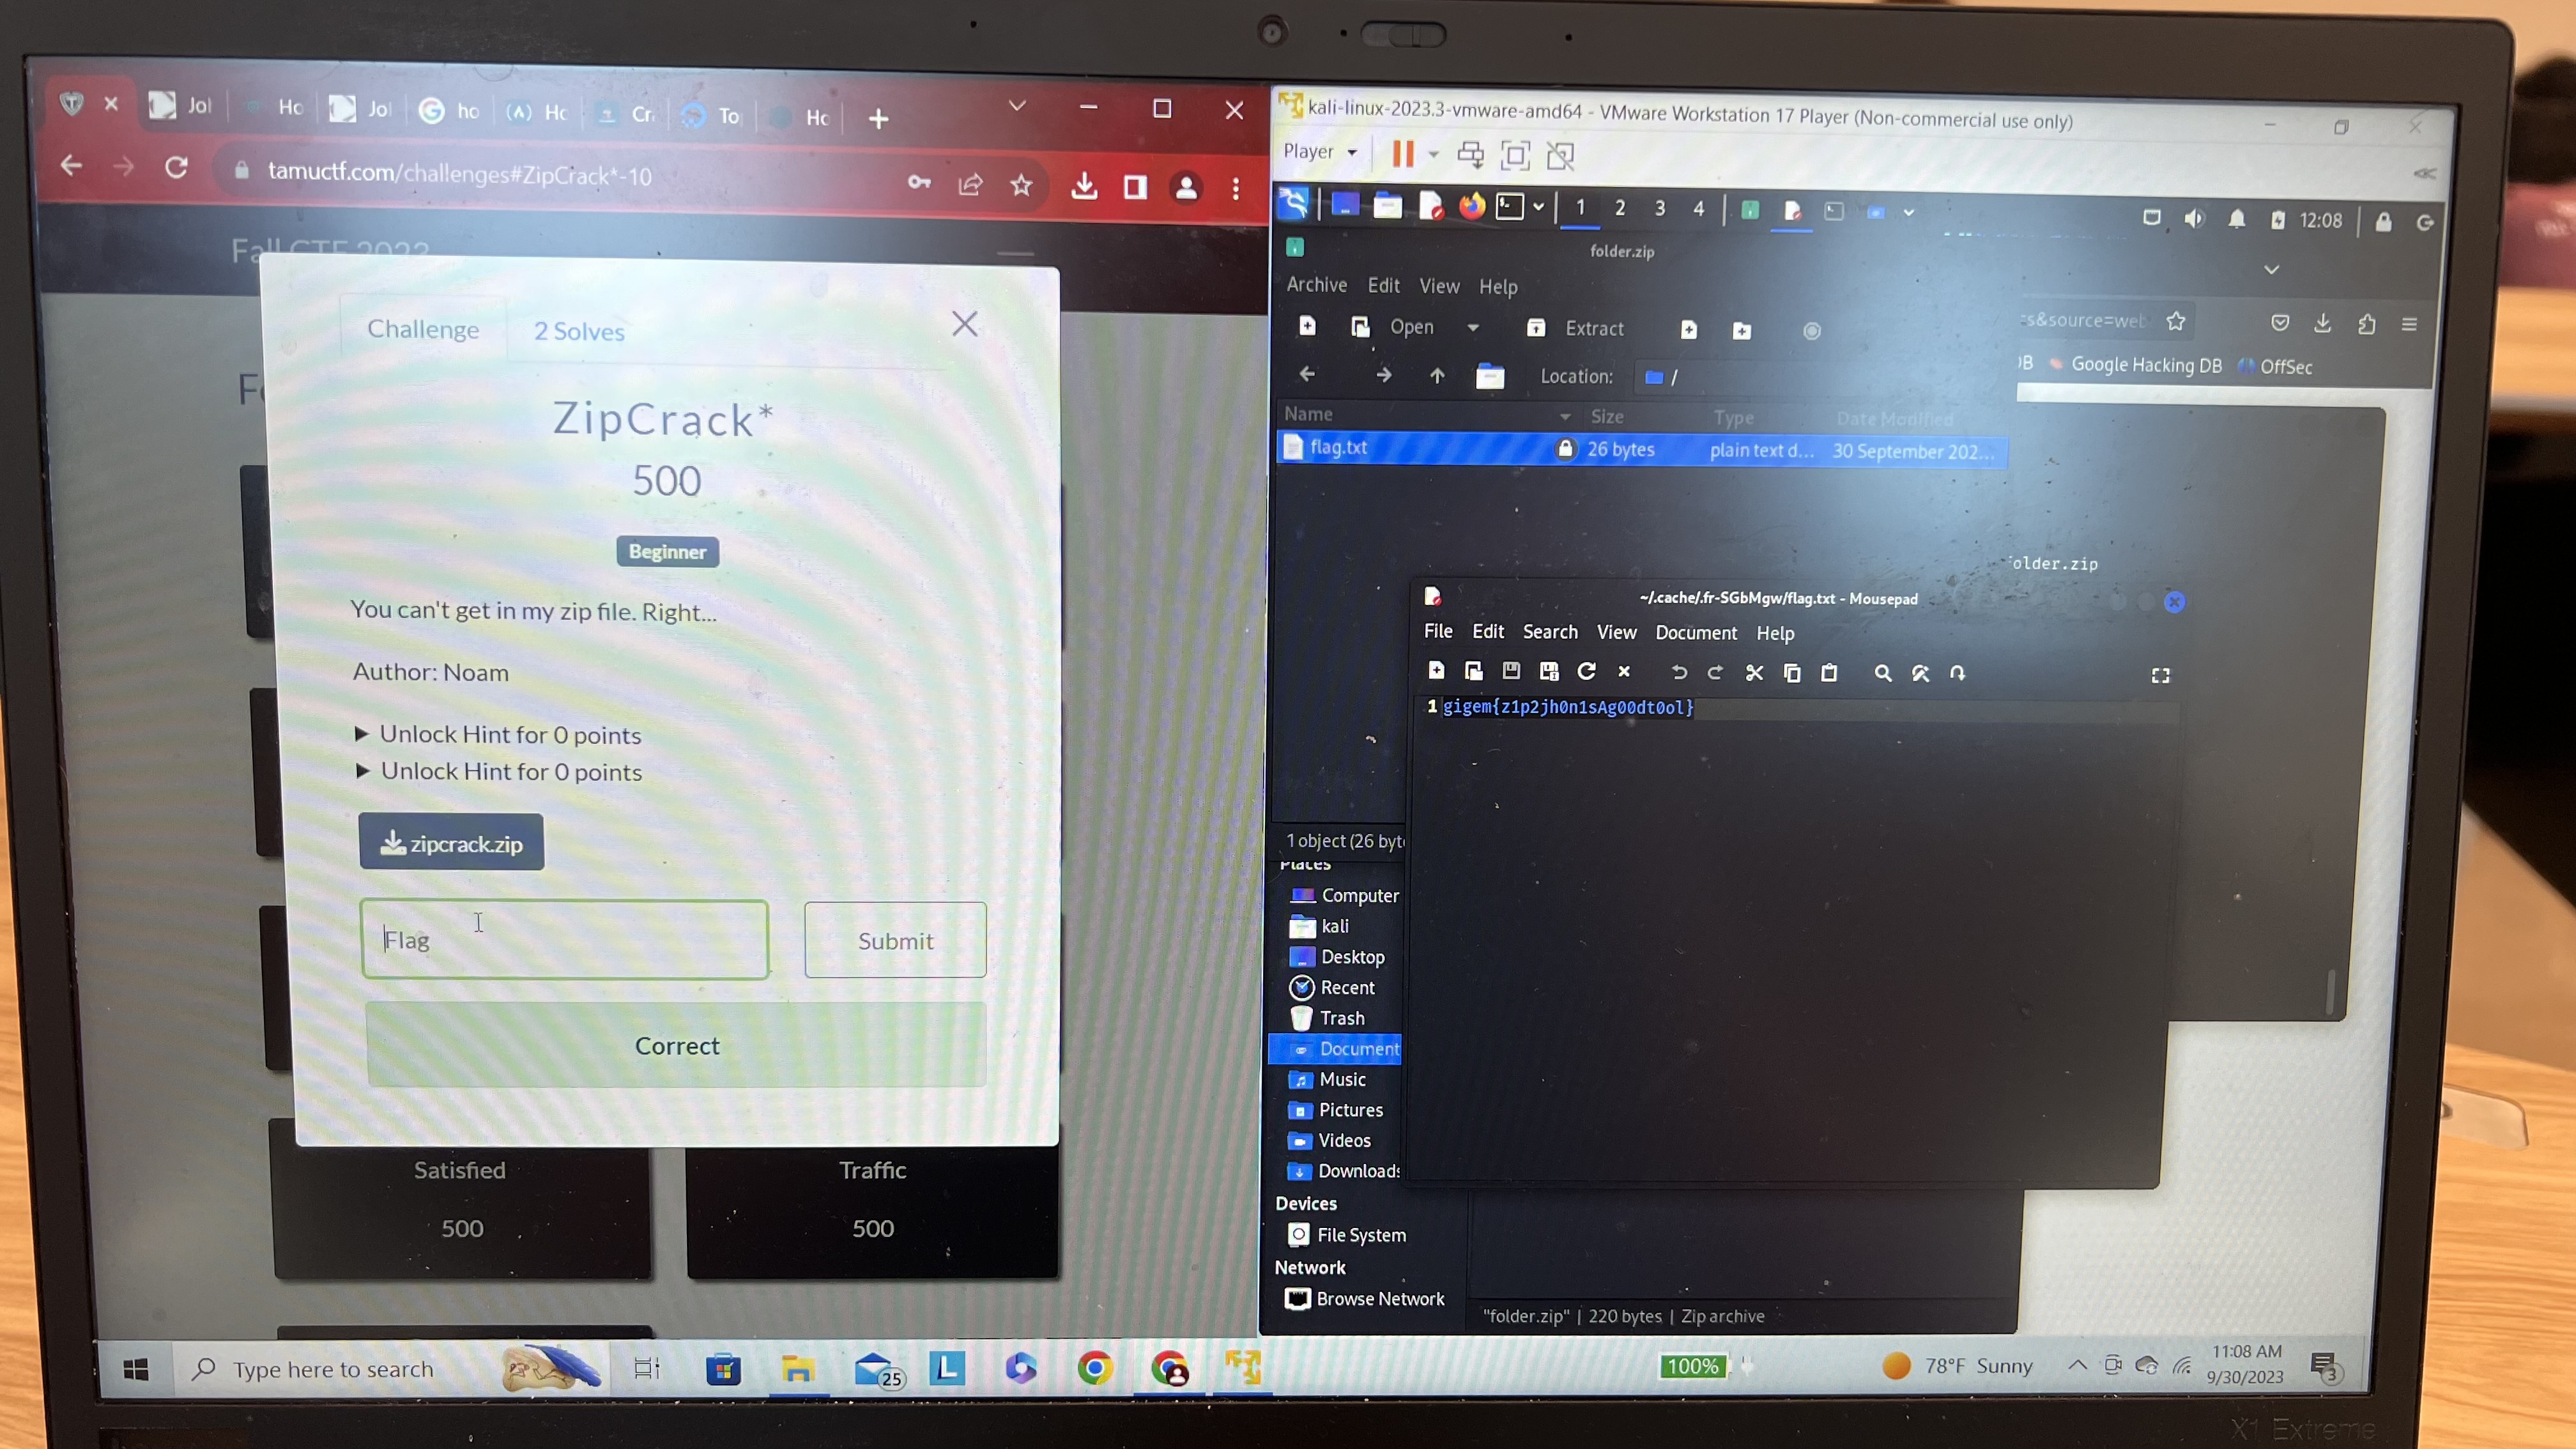 Jol
Ho
Jo
ho
Ho
Cr
To
Ho
tamuctf.com/challenges#ZipCrack*-10
Challenge
2 Solves
ZipCrack*
500
Beginner
You can't get in my zip file. Right...
Author: Noam
Unlock Hint for 0 points
Unlock Hint for 0 points
zipcrack.zip
Flag
Submit
Correct
Satisfied
500
Traffic
500
kali-linux-2023.3-vmware-amd64 - VMware Workstation 17 Player (Non-commercial use only)
Player
1 2 3 4
12:08
folder.zip
Archive Edit View Help
Open
Extract
s&source=web
Location: /
Google Hacking DB
OffSec
Name Size Type Date Modified
flag.txt 26 bytes plain text d... 30 September 202...
older.zip
~/.cache/.fr-SGbMgw/flag.txt - Mousepad
File Edit Search View Document Help
1 gigem{z1p2jh0n1sAg00dt0ol}
1 object (26 byt
Places
Computer
kali
Desktop
Recent
Trash
Document
Music
Pictures
Videos
Downloads
Devices
File System
Network
Browse Network
"folder.zip" | 220 bytes | Zip archive
Type here to search
25
100%
78°F Sunny
11:08 AM
9/30/2023
3
X1 Extreme